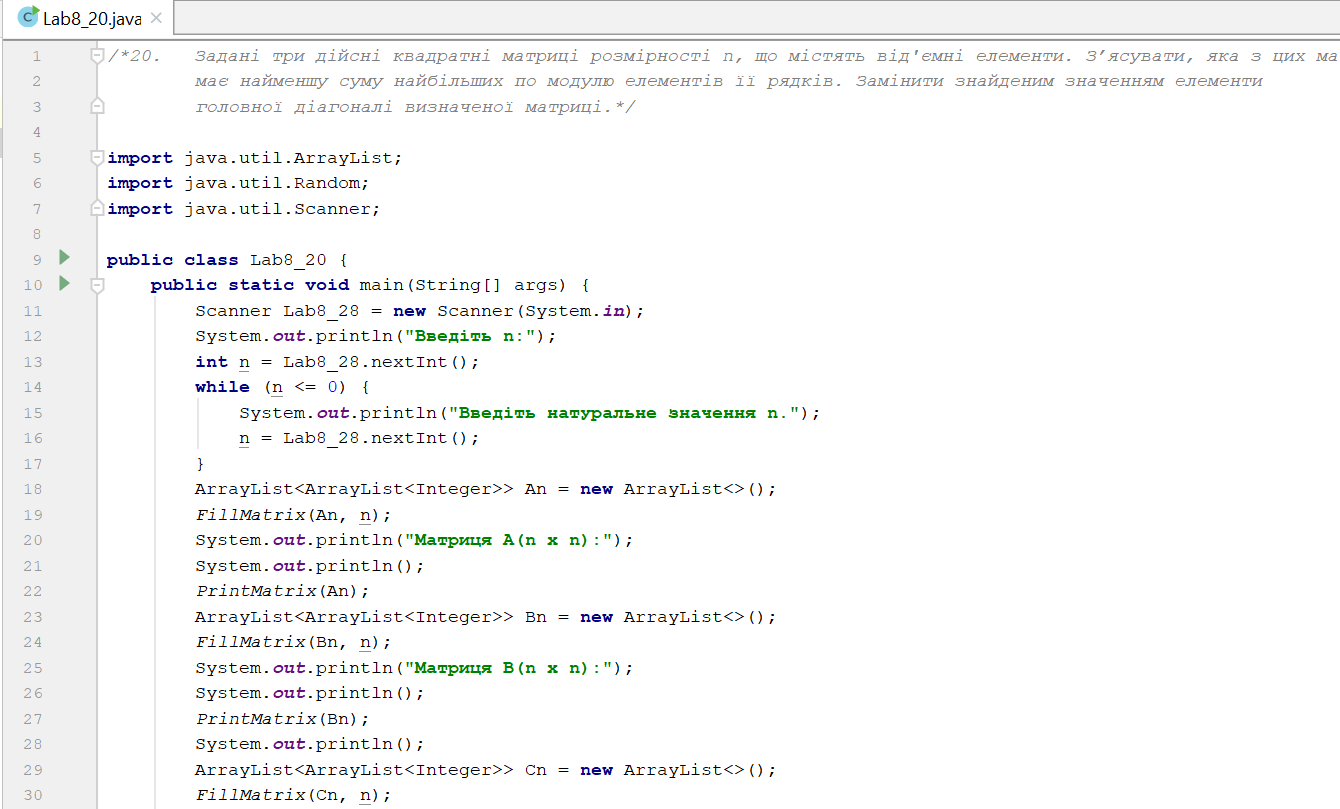 Lab8_20.java
1 /*20. Задані три дійсні квадратні матриці розмірності n, що містять від'ємні елементи. З’ясувати, яка з цих ма
2 має найменшу суму найбільших по модулю елементів її рядків. Замінити знайденим значенням елементи
3 головної діагоналі визначеної матриці.*/
4
5 import java.util.ArrayList;
6 import java.util.Random;
7 import java.util.Scanner;
8
9 public class Lab8_20 {
10 public static void main(String[] args) {
11 Scanner Lab8_28 = new Scanner(System.in);
12 System.out.println("Введіть n:");
13 int n = Lab8_28.nextInt();
14 while (n <= 0) {
15 System.out.println("Введіть натуральне значення n.");
16 n = Lab8_28.nextInt();
17 }
18 ArrayList<ArrayList<Integer>> An = new ArrayList<>();
19 FillMatrix(An, n);
20 System.out.println("Матриця A(n x n):");
21 System.out.println();
22 PrintMatrix(An);
23 ArrayList<ArrayList<Integer>> Bn = new ArrayList<>();
24 FillMatrix(Bn, n);
25 System.out.println("Матриця B(n x n):");
26 System.out.println();
27 PrintMatrix(Bn);
28 System.out.println();
29 ArrayList<ArrayList<Integer>> Cn = new ArrayList<>();
30 FillMatrix(Cn, n);